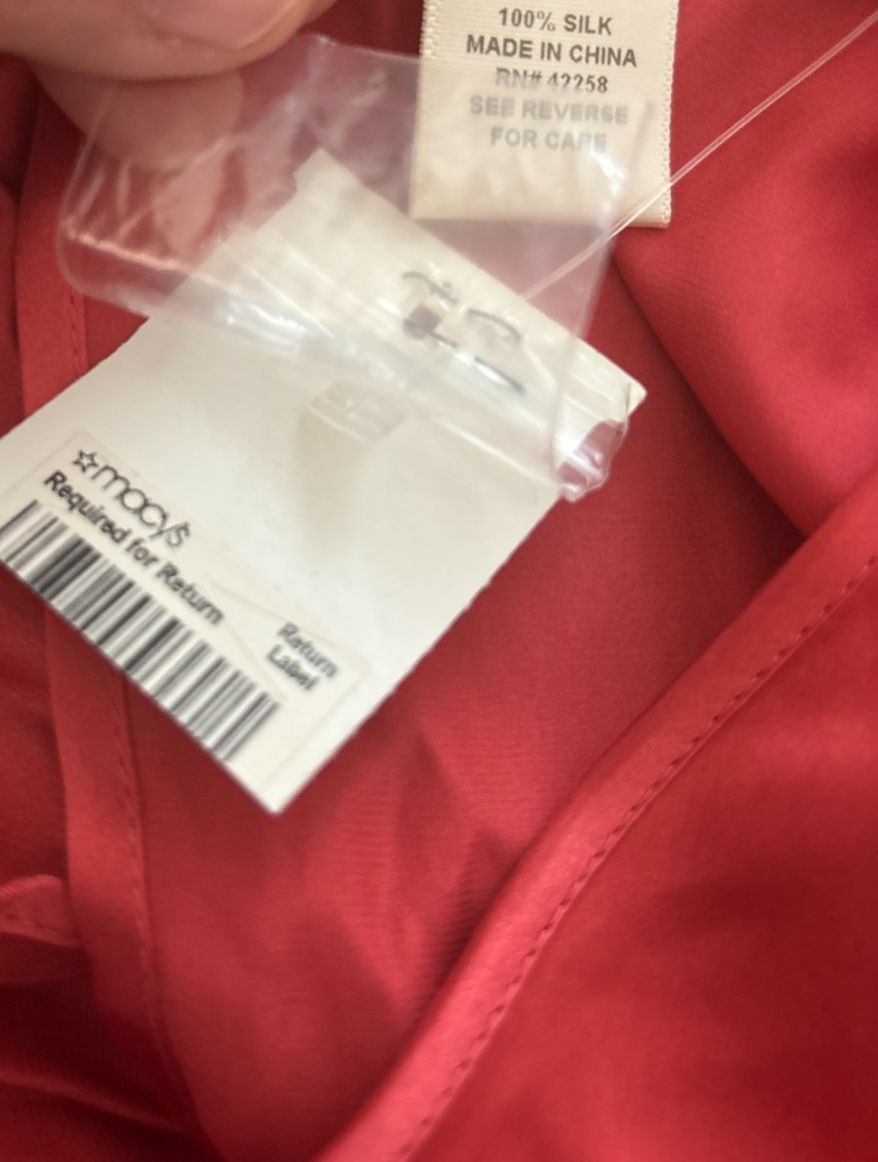 100% SILK
MADE IN CHINA
RN# 42258
SEE REVERSE
FOR CARE
☆macy's
Required for Return
Return
Label